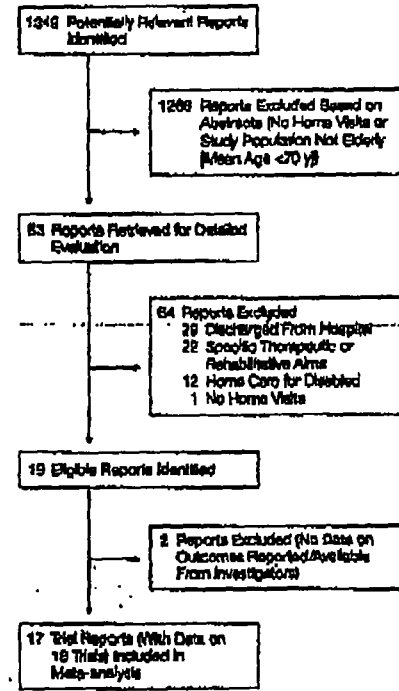 1349 Potentially Relevant Reports
Identified
1266 Reports Excluded Based on
Abstracts (No Home Visits or
Study Population Not Elderly
[Mean Age <70 y])
83 Reports Retrieved for Detailed
Evaluation
64 Reports Excluded
29 Discharged From Hospital
22 Specific Therapeutic or
Rehabilitative Aims
12 Home Care for Disabled
1 No Home Visits
19 Eligible Reports Identified
2 Reports Excluded (No Data on
Outcomes Reported/Available
From Investigators)
17 Trial Reports (With Data on
18 Trials) Included in
Meta-analysis